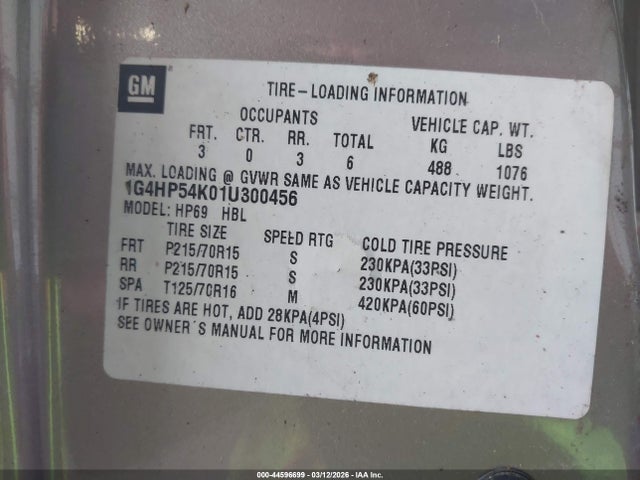 GM
TIRE-LOADING INFORMATION
OCCUPANTS VEHICLE CAP. WT.
FRT. CTR. RR. TOTAL KG LBS
3 0 3 6 488 1076
MAX. LOADING @ GVWR SAME AS VEHICLE CAPACITY WEIGHT.
1G4HP54K01U300456
MODEL: HP69 HBL
TIRE SIZE SPEED RTG COLD TIRE PRESSURE
FRT P215/70R15 S 230KPA(33PSI)
RR P215/70R15 S 230KPA(33PSI)
SPA T125/70R16 M 420KPA(60PSI)
IF TIRES ARE HOT, ADD 28KPA(4PSI)
SEE OWNER'S MANUAL FOR MORE INFORMATION
000-44596699 - 03/12/2026 - IAA Inc.